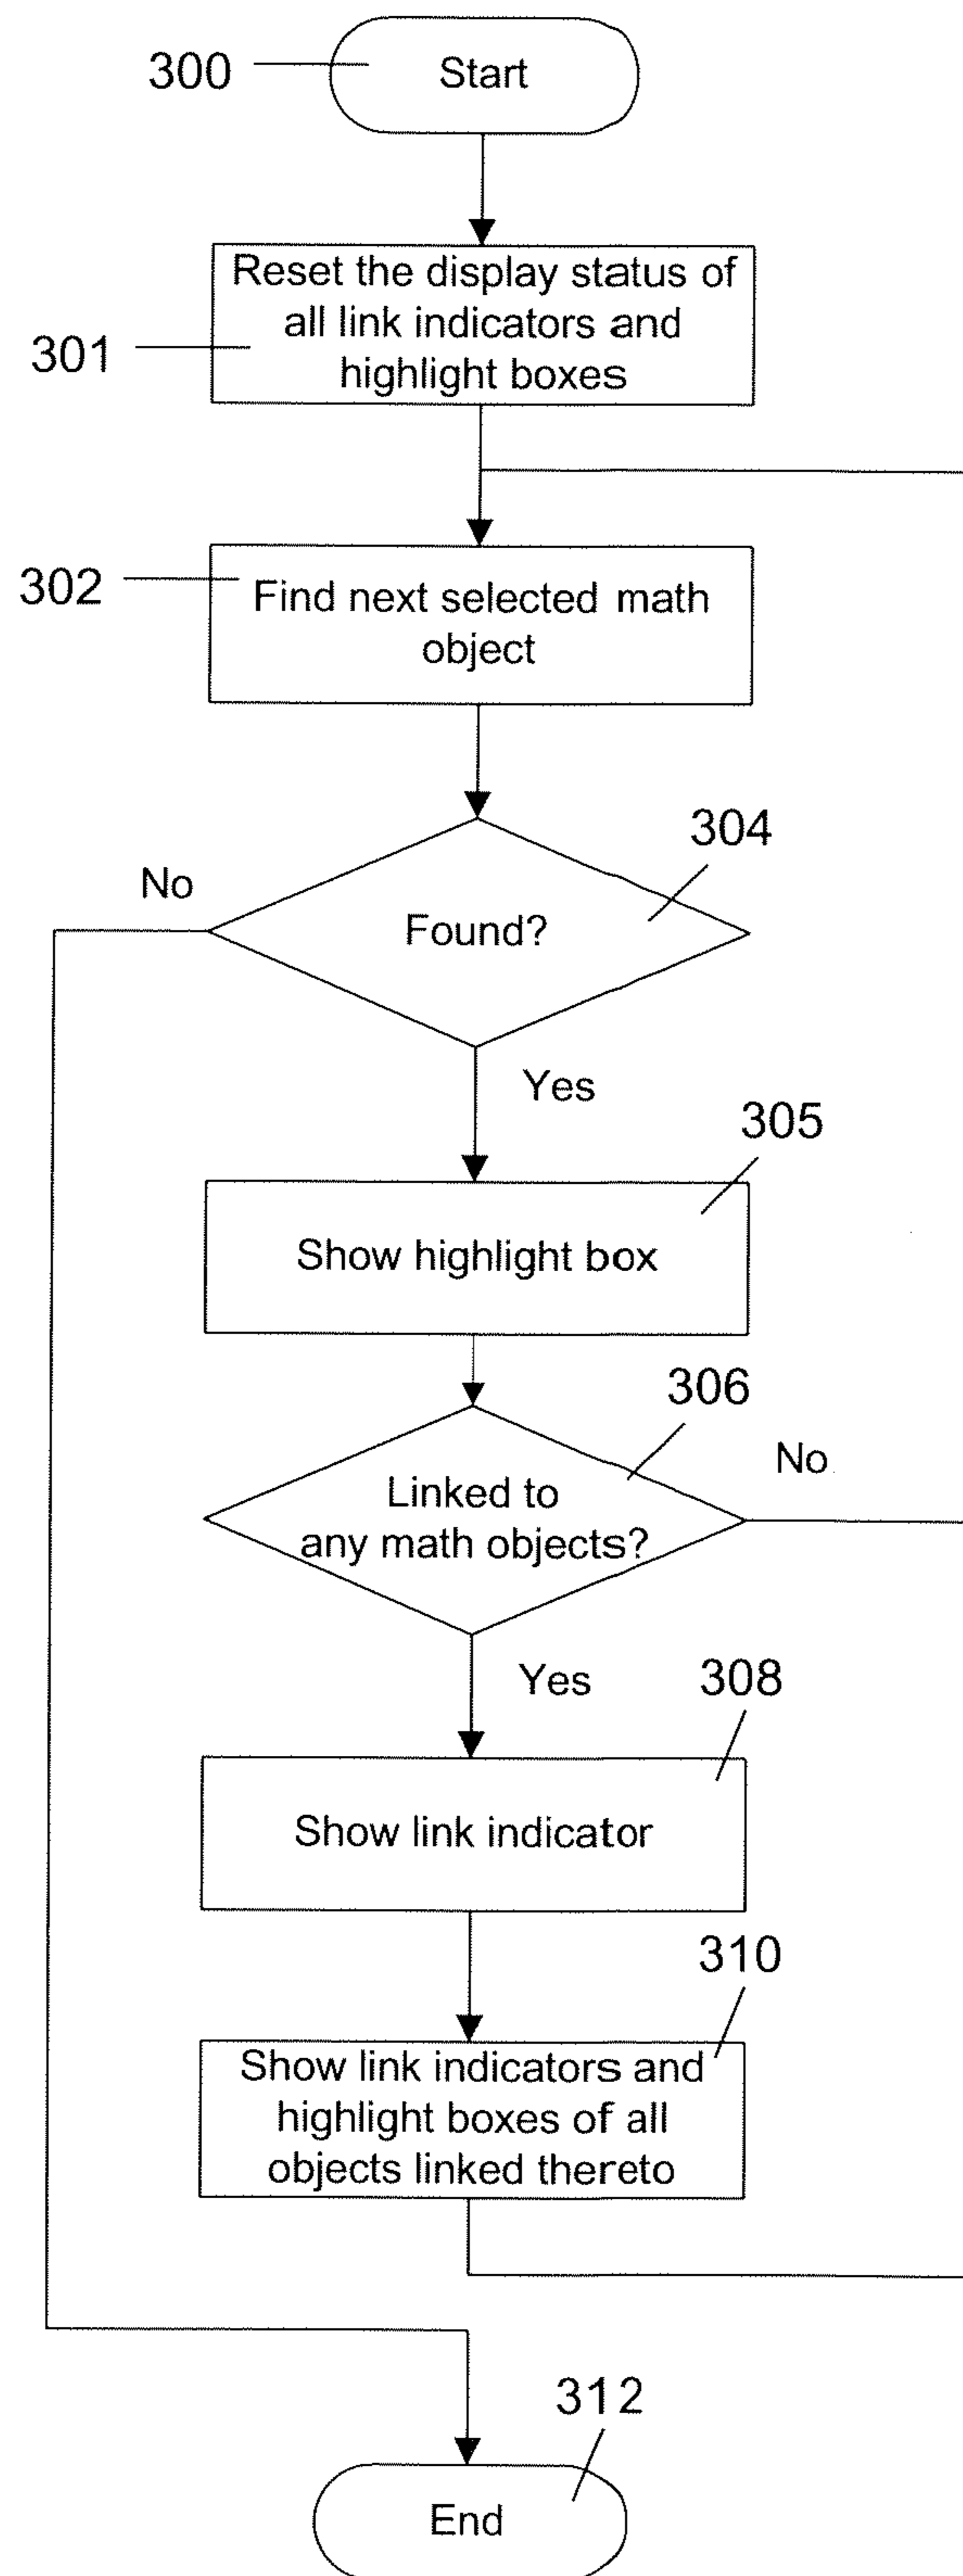 300
Start
Reset the display status of
all link indicators and
highlight boxes
301
302
Find next selected math
object
304
No
Found?
Yes
305
Show highlight box
306
No
Linked to
any math objects?
Yes
308
Show link indicator
310
Show link indicators and
highlight boxes of all
objects linked thereto
312
End